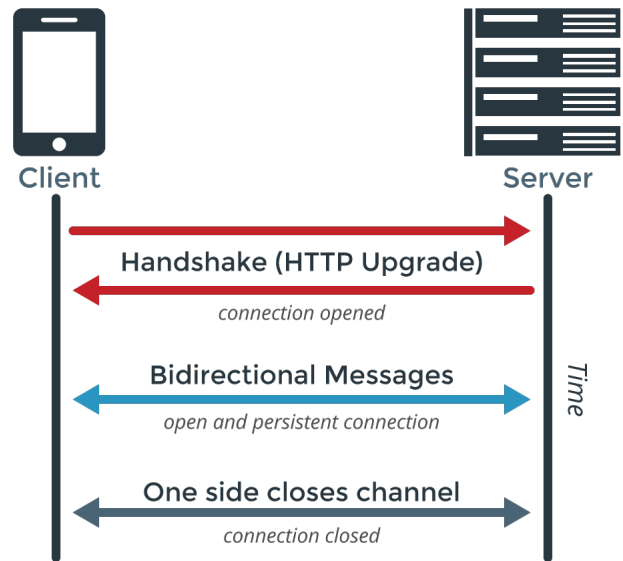 Client
Server
Handshake (HTTP Upgrade)
connection opened
Bidirectional Messages
open and persistent connection
Time
One side closes channel
connection closed